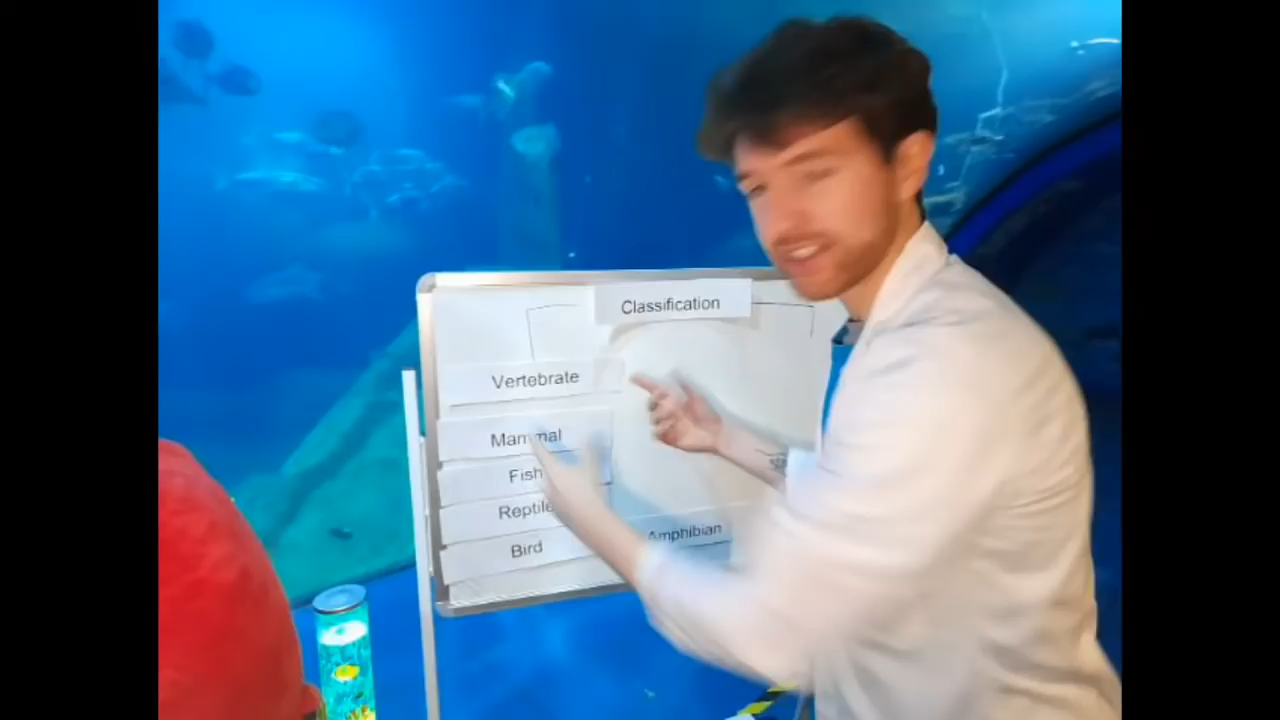 Classification
Vertebrate
Mammal
Fish
Reptile
Amphibian
Bird